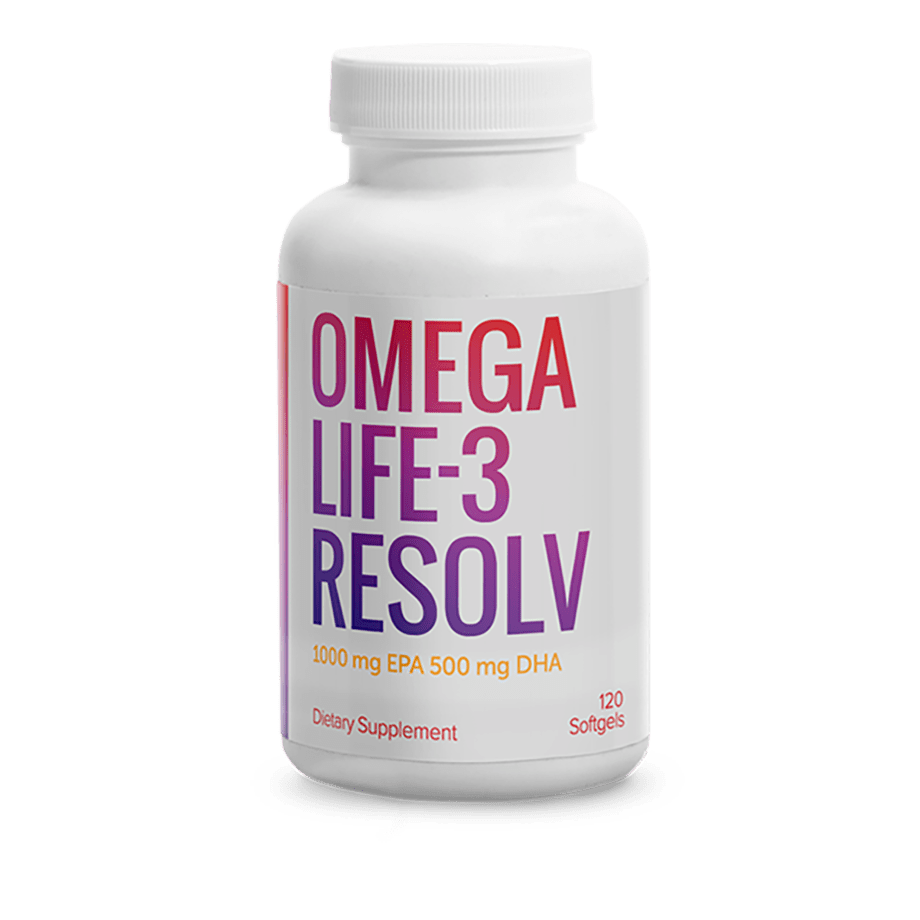 OMEGA
LIFE-3
RESOLV
1000 mg EPA 500 mg DHA
120
Dietary Supplement Softgels